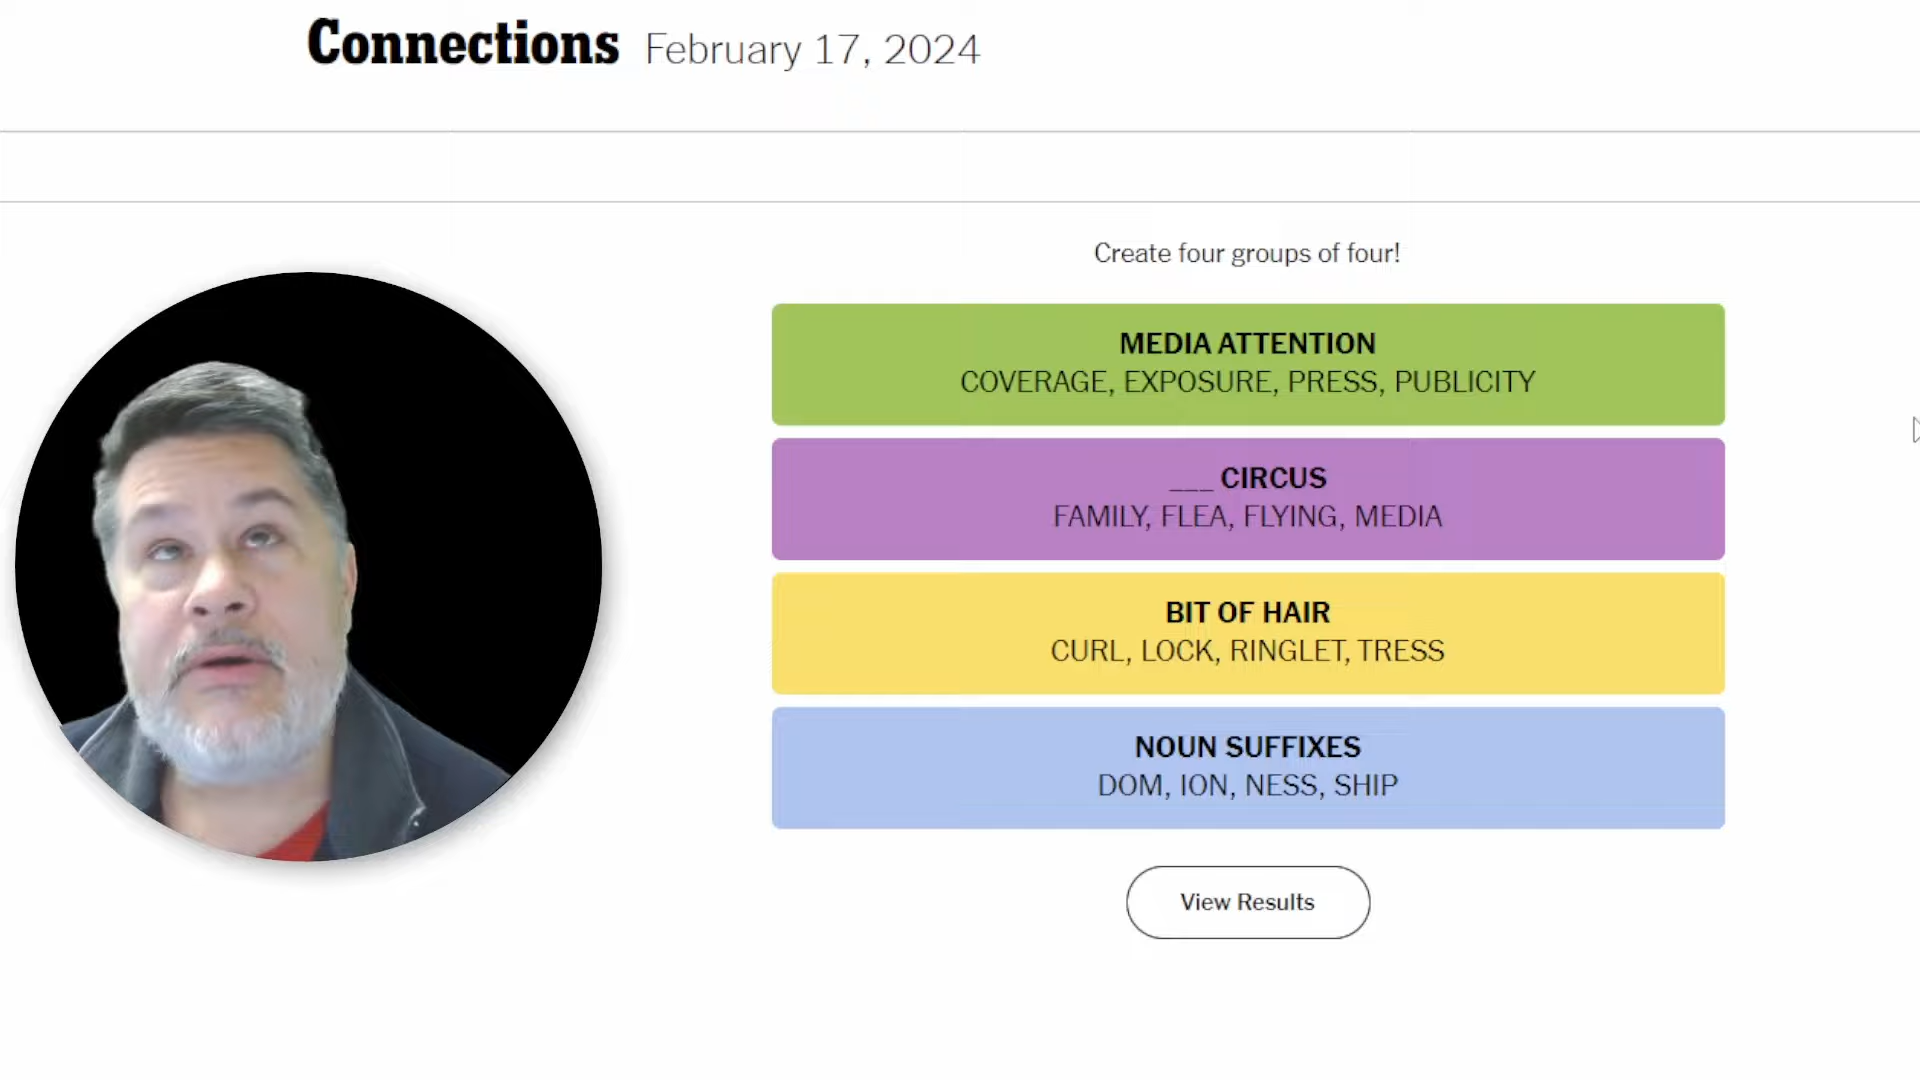 Connections February 17, 2024
Create four groups of four!
MEDIA ATTENTION
COVERAGE, EXPOSURE, PRESS, PUBLICITY
___ CIRCUS
FAMILY, FLEA, FLYING, MEDIA
BIT OF HAIR
CURL, LOCK, RINGLET, TRESS
NOUN SUFFIXES
DOM, ION, NESS, SHIP
View Results